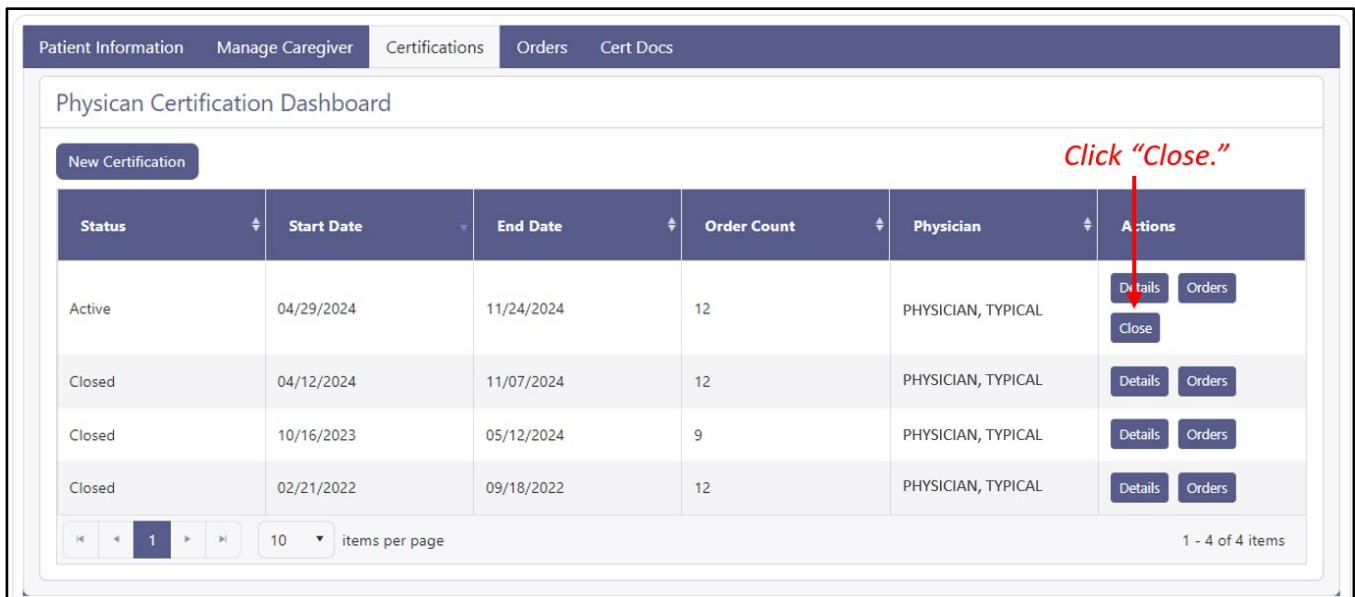 Patient Information Manage Caregiver Certifications Orders Cert Docs
Physican Certification Dashboard
New Certification
Click “Close.”
Status Start Date End Date Order Count Physician Actions
Active 04/29/2024 11/24/2024 12 PHYSICIAN, TYPICAL Details Orders
Close
Closed 04/12/2024 11/07/2024 12 PHYSICIAN, TYPICAL Details Orders
Closed 10/16/2023 05/12/2024 9 PHYSICIAN, TYPICAL Details Orders
Closed 02/21/2022 09/18/2022 12 PHYSICIAN, TYPICAL Details Orders
1 10 items per page 1 - 4 of 4 items